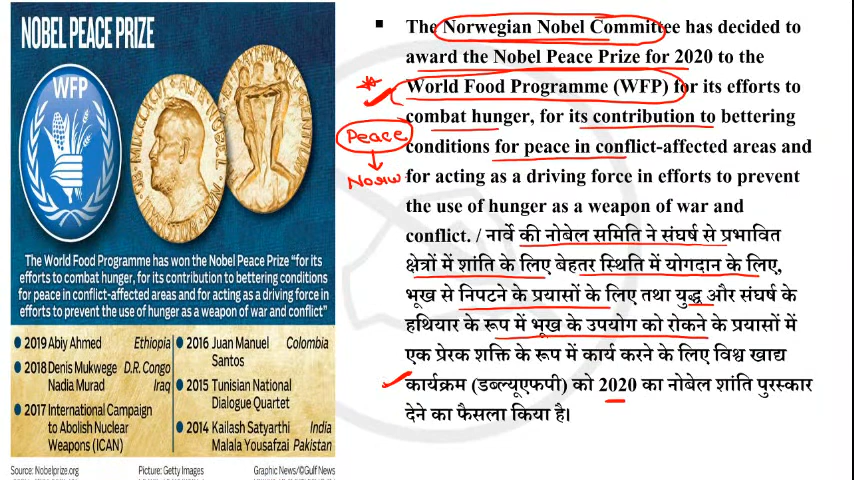 NOBEL PEACE PRIZE
WFP
The World Food Programme has won the Nobel Peace Prize "for its
efforts to combat hunger, for its contribution to bettering conditions
for peace in conflict-affected areas and for acting as a driving force in
efforts to prevent the use of hunger as a weapon of war and conflict"
2019 Abiy Ahmed Ethiopia
2018 Denis Mukwege D.R. Congo
Nadia Murad Iraq
2017 International Campaign
to Abolish Nuclear
Weapons (ICAN)
2016 Juan Manuel Colombia
Santos
2015 Tunisian National
Dialogue Quartet
2014 Kailash Satyarthi India
Malala Yousafzai Pakistan
Source: Nobelprize.org Picture: Getty Images Graphic News/©Gulf News
The Norwegian Nobel Committee has decided to
award the Nobel Peace Prize for 2020 to the
World Food Programme (WFP) for its efforts to
combat hunger, for its contribution to bettering
conditions for peace in conflict-affected areas and
for acting as a driving force in efforts to prevent
the use of hunger as a weapon of war and
conflict. / नार्वे की नोबेल समिति ने संघर्ष से प्रभावित
क्षेत्रों में शांति के लिए बेहतर स्थिति में योगदान के लिए,
भूख से निपटने के प्रयासों के लिए तथा युद्ध और संघर्ष के
हथियार के रूप में भूख के उपयोग को रोकने के प्रयासों में
एक प्रेरक शक्ति के रूप में कार्य करने के लिए विश्व खाद्य
कार्यक्रम (डब्ल्यूएफपी) को 2020 का नोबेल शांति पुरस्कार
देने का फैसला किया है।
Peace
Norw